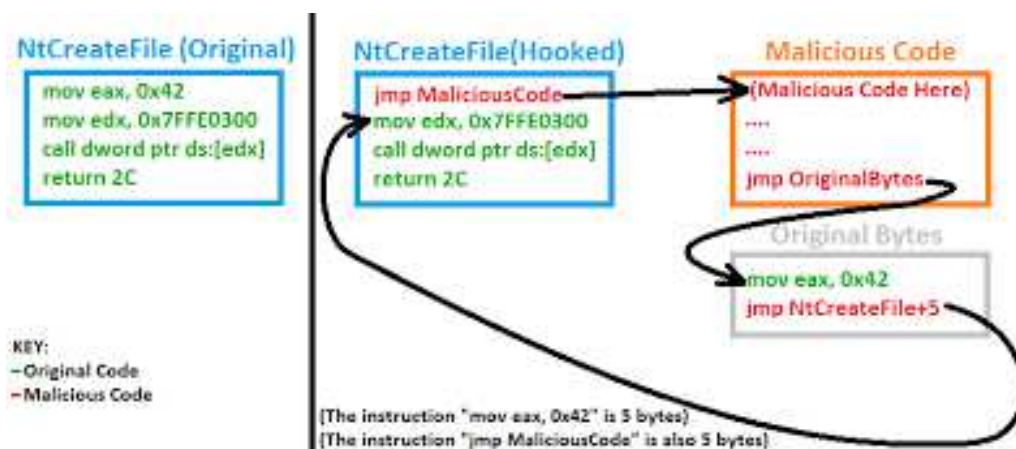 NtCreateFile (Original)
mov eax, 0x42
mov edx, 0x7FFE0300
call dword ptr ds:[edx]
return 2C
KEY:
-Original Code
-Malicious Code
NtCreateFile(Hooked)
jmp MaliciousCode
mov edx, 0x7FFE0300
call dword ptr ds:[edx]
return 2C
Malicious Code
(Malicious Code Here)
....
....
jmp OriginalBytes
Original Bytes
mov eax, 0x42
jmp NtCreateFile+5
(The instruction "mov eax, 0x42" is 5 bytes)
(The instruction "jmp MaliciousCode" is also 5 bytes)